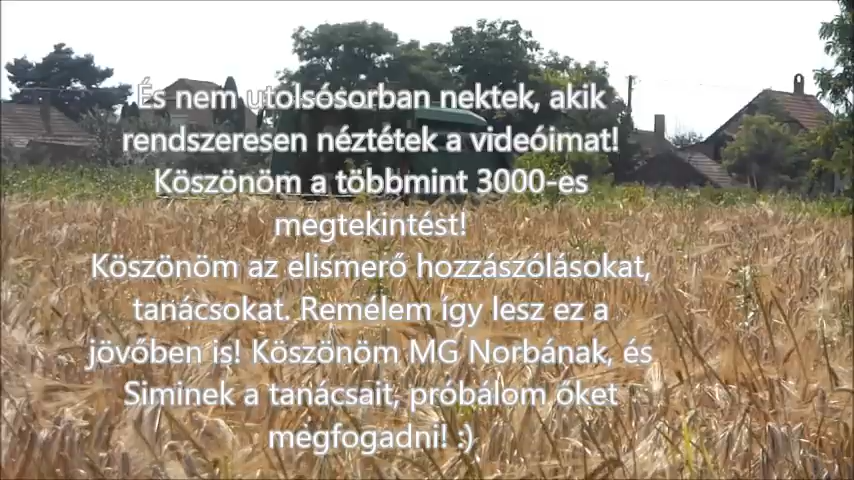 És nem utolsósorban nektek, akik
rendszeresen néztétek a videóimat!
Köszönöm a többmint 3000-es
megtekintést!
Köszönöm az elismerő hozzászólásokat,
tanácsokat. Remélem így lesz ez a
jövőben is! Köszönöm MG Norbának, és
Siminek a tanácsait, próbálom őket
megfogadni! :)